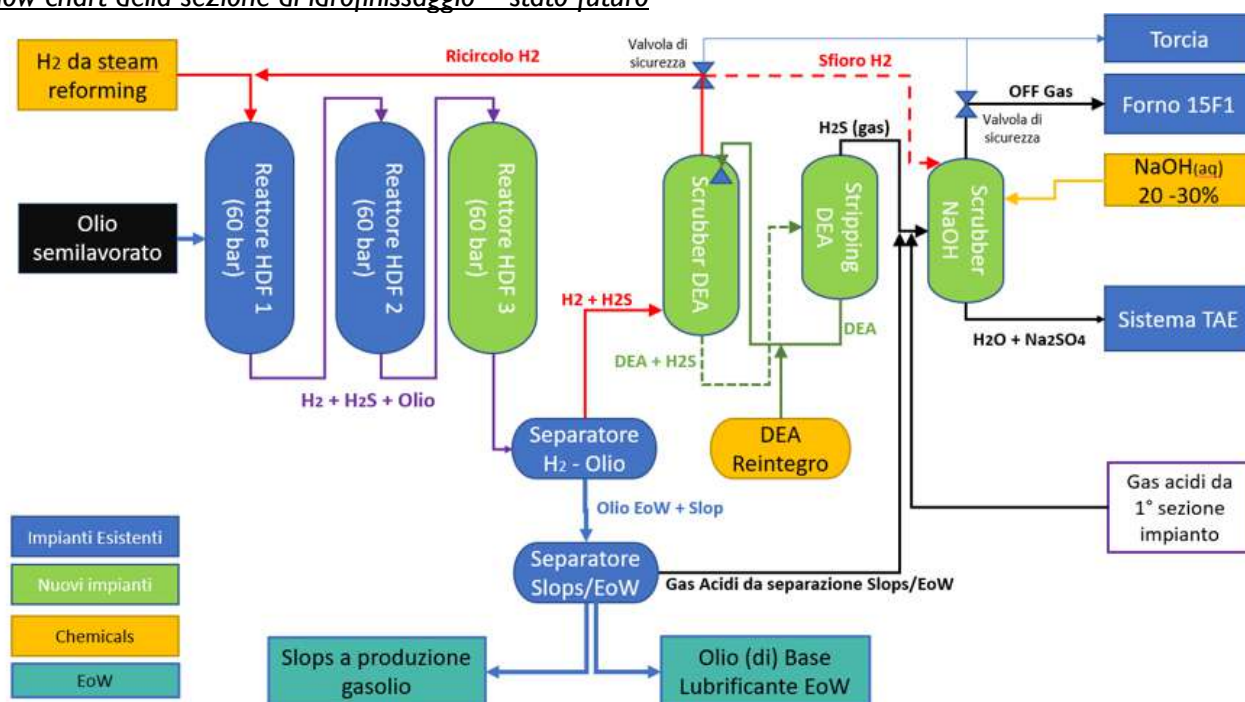 low chart della sezione di idrofinissaggio – stato futuro
H2 da steam
reforming
Ricircolo H2
Valvola di
sicurezza
Sfioro H2
Torcia
OFF Gas
Forno 15F1
Valvola di
sicurezza
H2S (gas)
NaOH(aq)
20 -30%
Olio
semilavorato
Reattore HDF 1
(60 bar)
Reattore HDF 2
(60 bar)
Reattore HDF 3
(60 bar)
Scrubber DEA
Stripping
DEA
Scrubber
NaOH
H2 + H2S
DEA
Sistema TAE
H2O + Na2SO4
DEA + H2S
H2 + H2S + Olio
Separatore
H2 - Olio
DEA
Reintegro
Gas acidi da
1° sezione
impianto
Olio EoW + Slop
Separatore
Slops/EoW
Gas Acidi da separazione Slops/EoW
Impianti Esistenti
Nuovi impianti
Chemicals
EoW
Slops a produzione
gasolio
Olio (di) Base
Lubrificante EoW